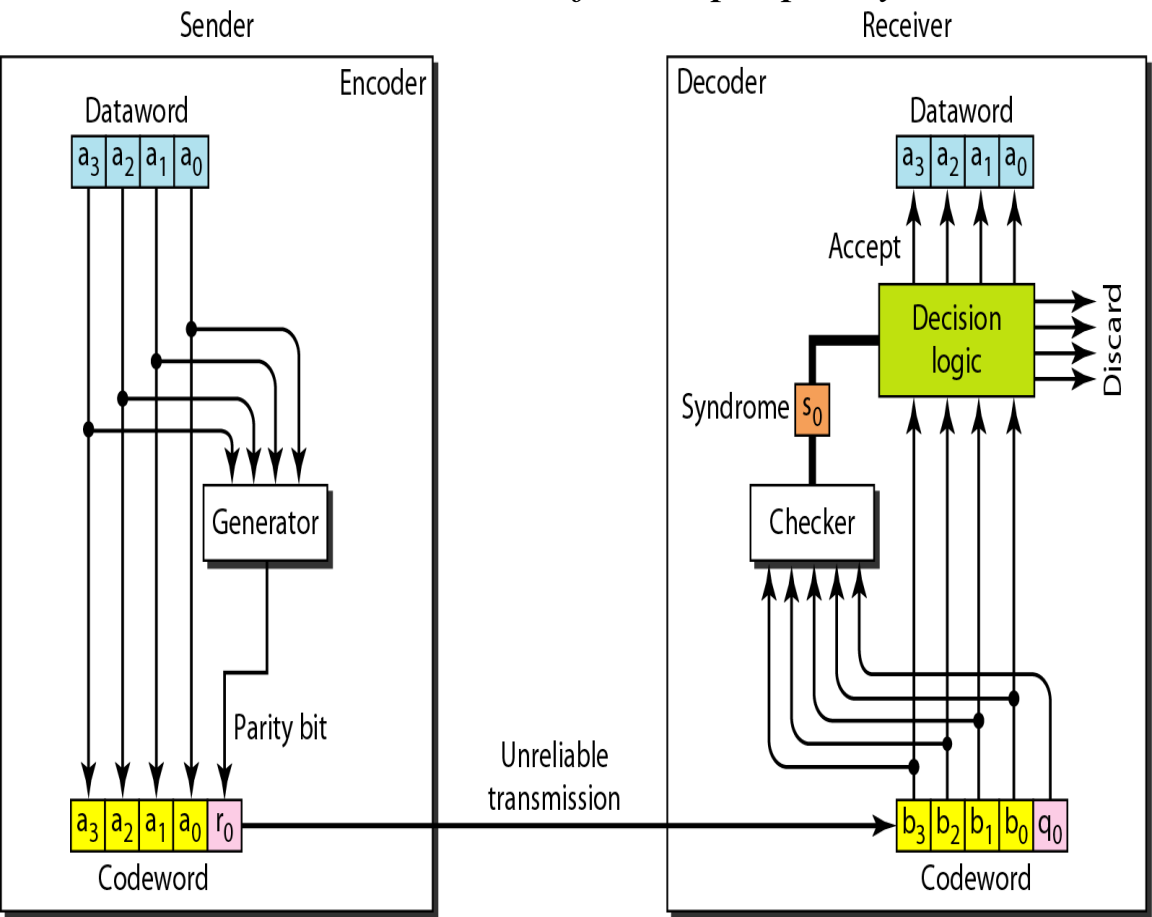 Sender
Receiver
Encoder
Decoder
Dataword
Dataword
a3 a2 a1 a0
a3 a2 a1 a0
Accept
Decision
logic
Discard
Syndrome s0
Generator
Checker
Parity bit
Unreliable
transmission
a3 a2 a1 a0 r0
b3 b2 b1 b0 q0
Codeword
Codeword